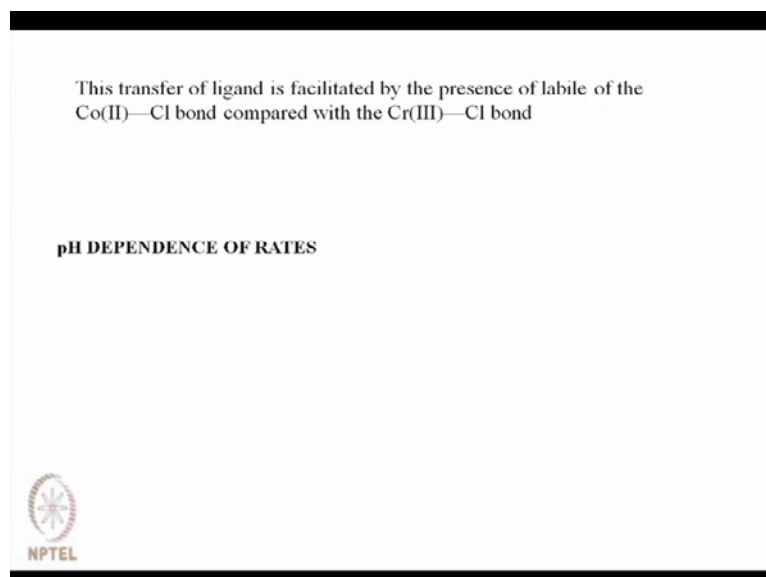 This transfer of ligand is facilitated by the presence of labile of the
Co(II)—Cl bond compared with the Cr(III)—Cl bond
pH DEPENDENCE OF RATES
NPTEL